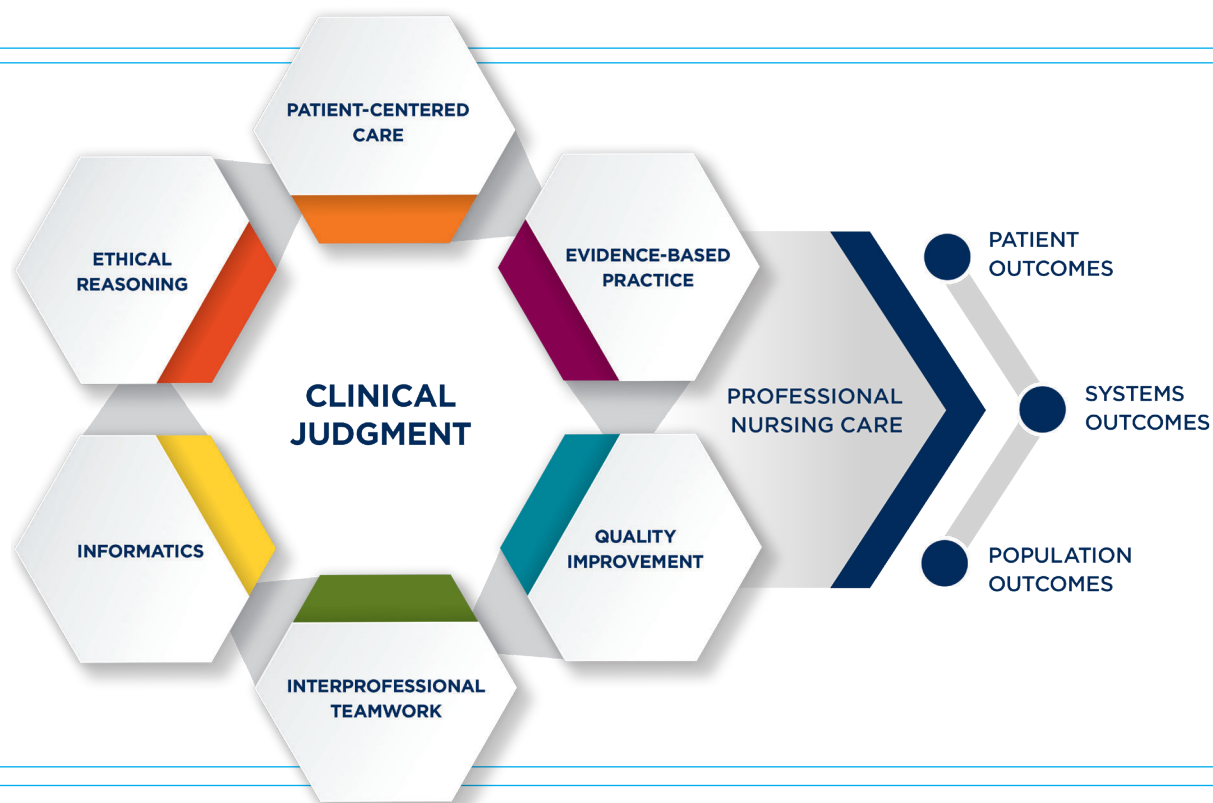 PATIENT-CENTERED
CARE
EVIDENCE-BASED
PRACTICE
ETHICAL
REASONING
CLINICAL
JUDGMENT
INFORMATICS
QUALITY
IMPROVEMENT
INTERPROFESSIONAL
TEAMWORK
PROFESSIONAL
NURSING CARE
PATIENT
OUTCOMES
SYSTEMS
OUTCOMES
POPULATION
OUTCOMES